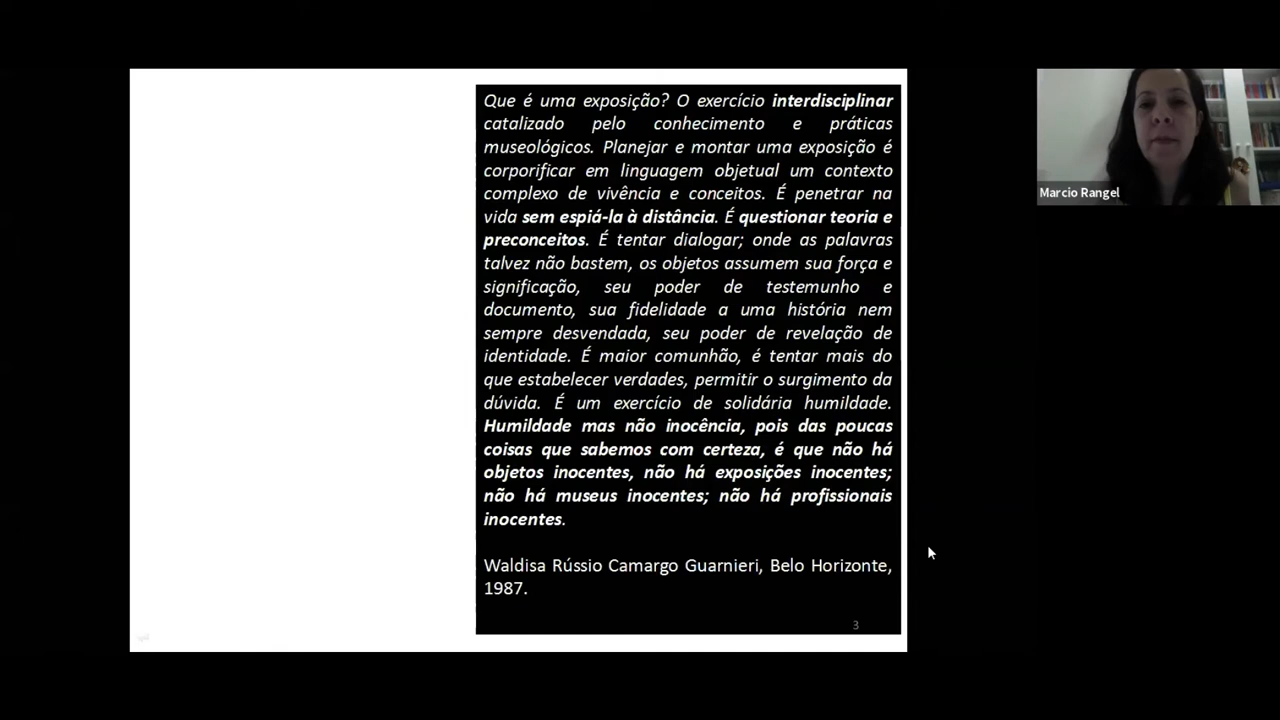 Que é uma exposição? O exercício interdisciplinar
catalizado pelo conhecimento e práticas
museológicos. Planejar e montar uma exposição é
corporificar em linguagem objetual um contexto
complexo de vivência e conceitos. É penetrar na
vida sem espiá-la à distância. É questionar teoria e
preconceitos. É tentar dialogar; onde as palavras
talvez não bastem, os objetos assumem sua força e
significação, seu poder de testemunho e
documento, sua fidelidade a uma história nem
sempre desvendada, seu poder de revelação de
identidade. É maior comunhão, é tentar mais do
que estabelecer verdades, permitir o surgimento da
dúvida. É um exercício de solidária humildade.
Humildade mas não inocência, pois das poucas
coisas que sabemos com certeza, é que não há
objetos inocentes, não há exposições inocentes;
não há museus inocentes; não há profissionais
inocentes.
Waldisa Rússio Camargo Guarnieri, Belo Horizonte,
1987.
3
Marcio Rangel